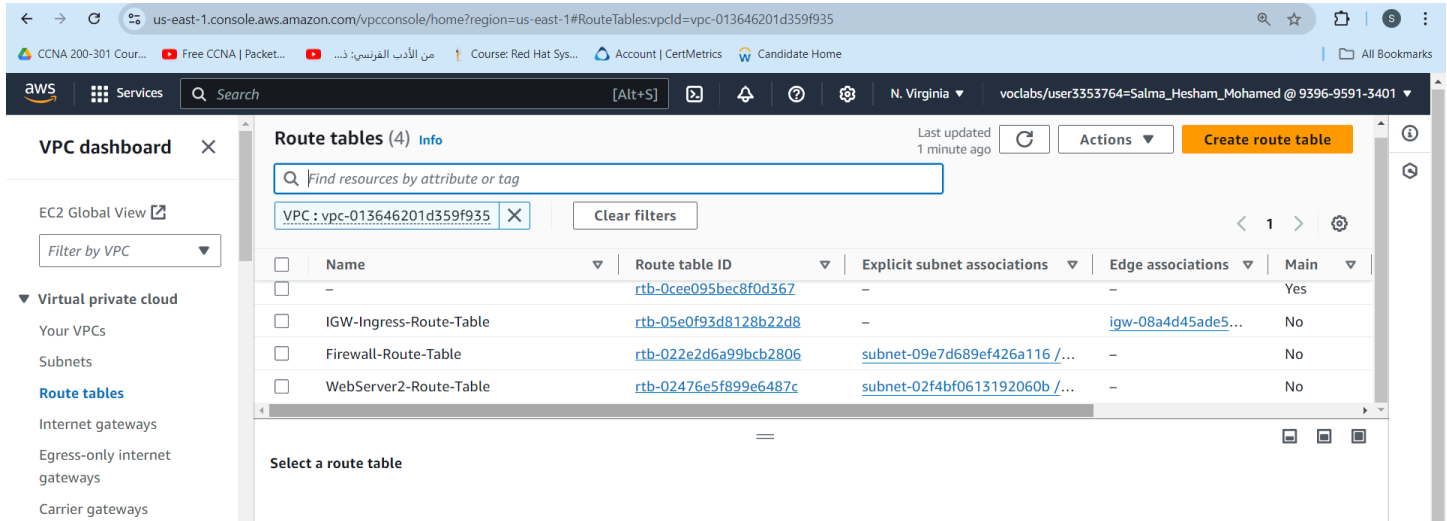 us-east-1.console.aws.amazon.com/vpcconsole/home?region=us-east-1#RouteTables:vpcId=vpc-013646201d359f935
S
CCNA 200-301 Cour... Free CCNA | Packet... من الأدب الفرنسي: ذ... Course: Red Hat Sys... Account | CertMetrics Candidate Home All Bookmarks
aws Services Search [Alt+S] N. Virginia ▼ voclabs/user3353764=Salma_Hesham_Mohamed @ 9396-9591-3401 ▼
VPC dashboard
EC2 Global View
Filter by VPC
Virtual private cloud
Your VPCs
Subnets
Route tables
Internet gateways
Egress-only internet
gateways
Carrier gateways
Route tables (4) Info
Last updated
1 minute ago
Actions ▼
Create route table
Find resources by attribute or tag
VPC : vpc-013646201d359f935
Clear filters
1
Name Route table ID Explicit subnet associations Edge associations Main
– rtb-0cee095bec8f0d367 – – Yes
IGW-Ingress-Route-Table rtb-05e0f93d8128b22d8 – igw-08a4d45ade5... No
Firewall-Route-Table rtb-022e2d6a99bcb2806 subnet-09e7d689ef426a116 /... – No
WebServer2-Route-Table rtb-02476e5f899e6487c subnet-02f4bf0613192060b /... – No
Select a route table